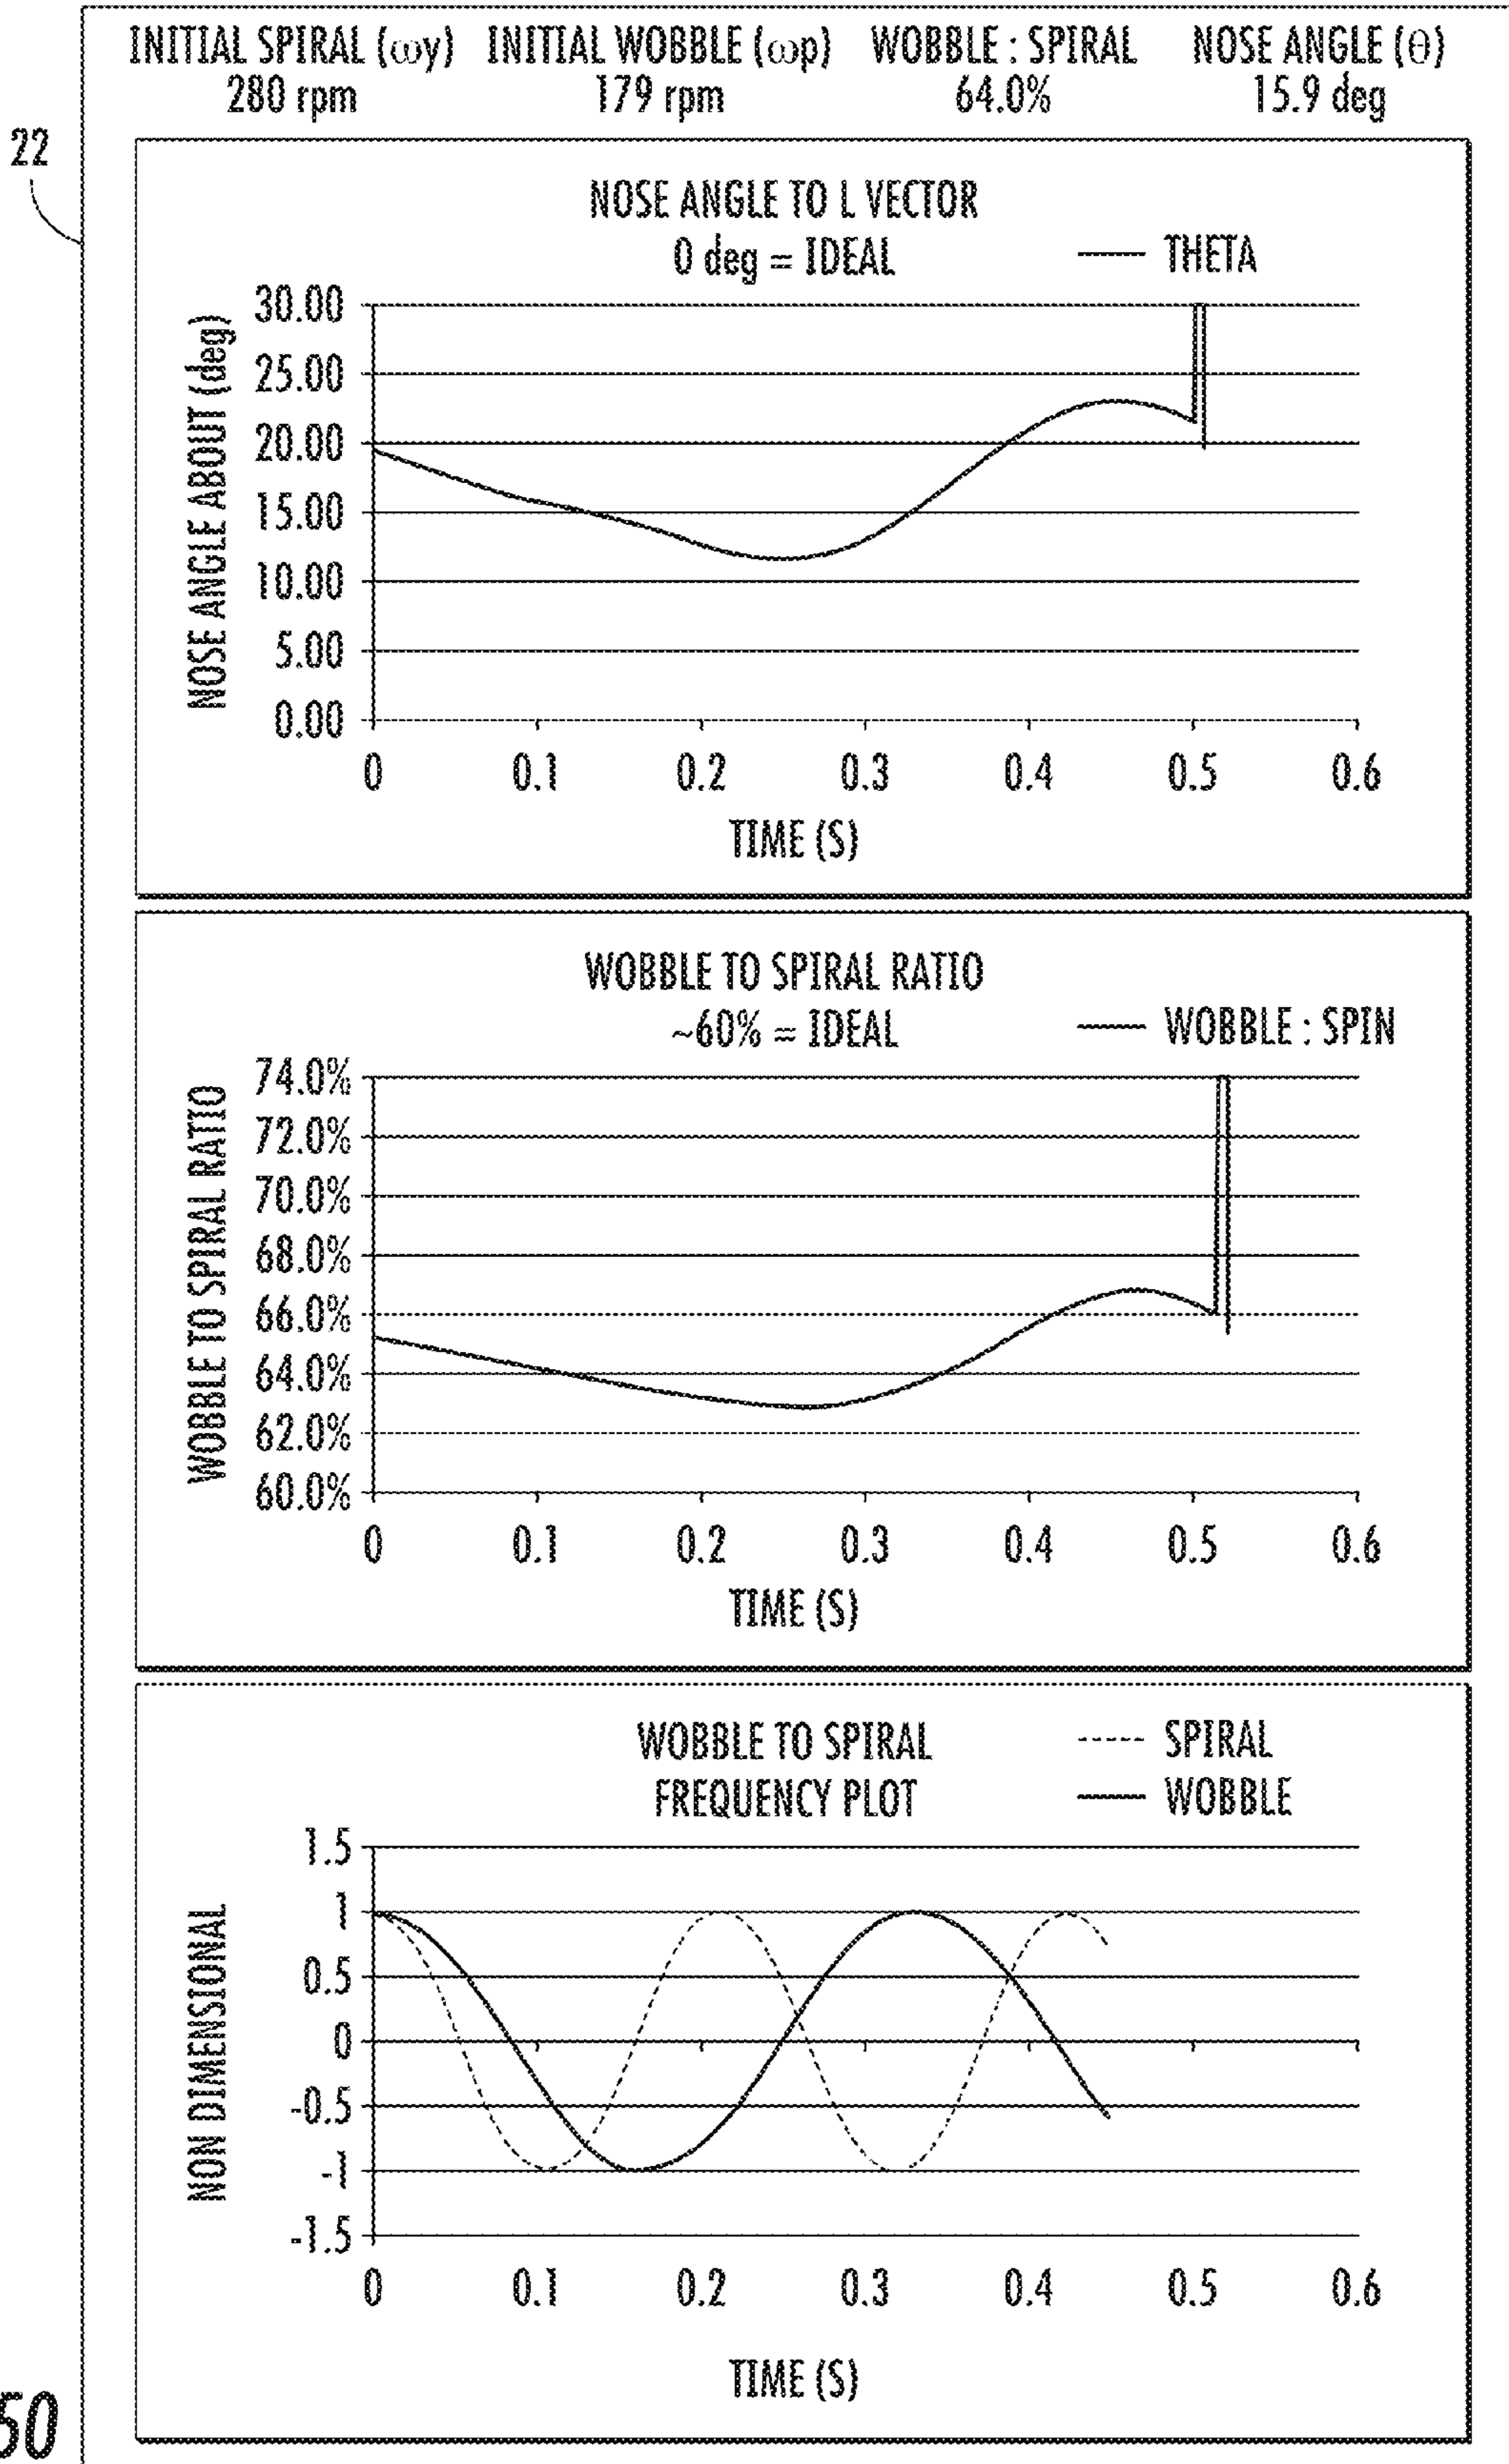 INITIAL SPIRAL (ωy) INITIAL WOBBLE (ωp) WOBBLE : SPIRAL NOSE ANGLE (θ)
280 rpm 179 rpm 64.0% 15.9 deg
22
NOSE ANGLE TO L VECTOR
0 deg = IDEAL
THETA
NOSE ANGLE ABOUT (deg)
30.00
25.00
20.00
15.00
10.00
5.00
0.00
0 0.1 0.2 0.3 0.4 0.5 0.6
TIME (S)
WOBBLE TO SPIRAL RATIO
~60% = IDEAL
WOBBLE : SPIN
WOBBLE TO SPIRAL RATIO
74.0%
72.0%
70.0%
68.0%
66.0%
64.0%
62.0%
60.0%
0 0.1 0.2 0.3 0.4 0.5 0.6
TIME (S)
WOBBLE TO SPIRAL
FREQUENCY PLOT
SPIRAL
WOBBLE
NON DIMENSIONAL
1.5
1
0.5
0
-0.5
-1
-1.5
0 0.1 0.2 0.3 0.4 0.5 0.6
TIME (S)
50